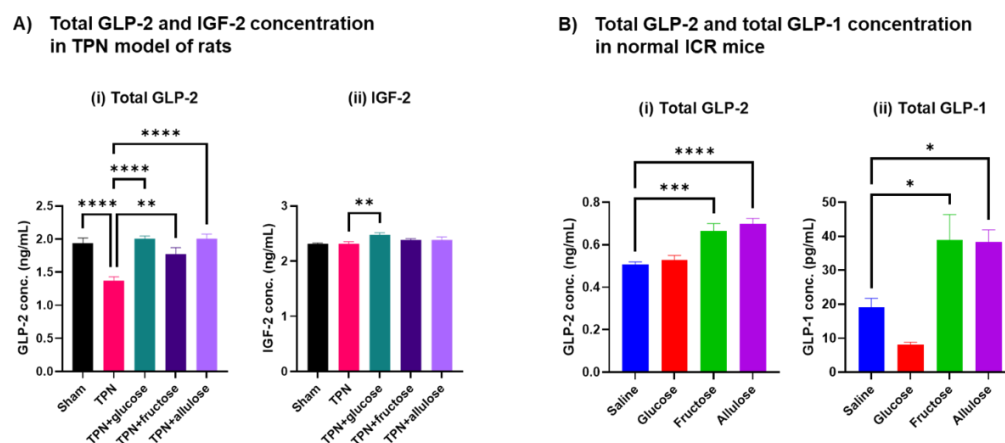 A) Total GLP-2 and IGF-2 concentration
in TPN model of rats
(i) Total GLP-2
****
****
**** **
GLP-2 conc. (ng/mL)
2.5
2.0
1.5
1.0
0.5
0.0
Sham
TPN
TPN+glucose
TPN+fructose
TPN+allulose
(ii) IGF-2
**
IGF-2 conc. (ng/mL)
3
2
1
0
Sham
TPN
TPN+glucose
TPN+fructose
TPN+allulose
B) Total GLP-2 and total GLP-1 concentration
in normal ICR mice
(i) Total GLP-2
****
***
GLP-2 conc. (ng/mL)
0.8
0.6
0.4
0.2
0.0
Saline
Glucose
Fructose
Allulose
(ii) Total GLP-1
*
*
GLP-1 conc. (pg/mL)
50
40
30
20
10
0
Saline
Glucose
Fructose
Allulose